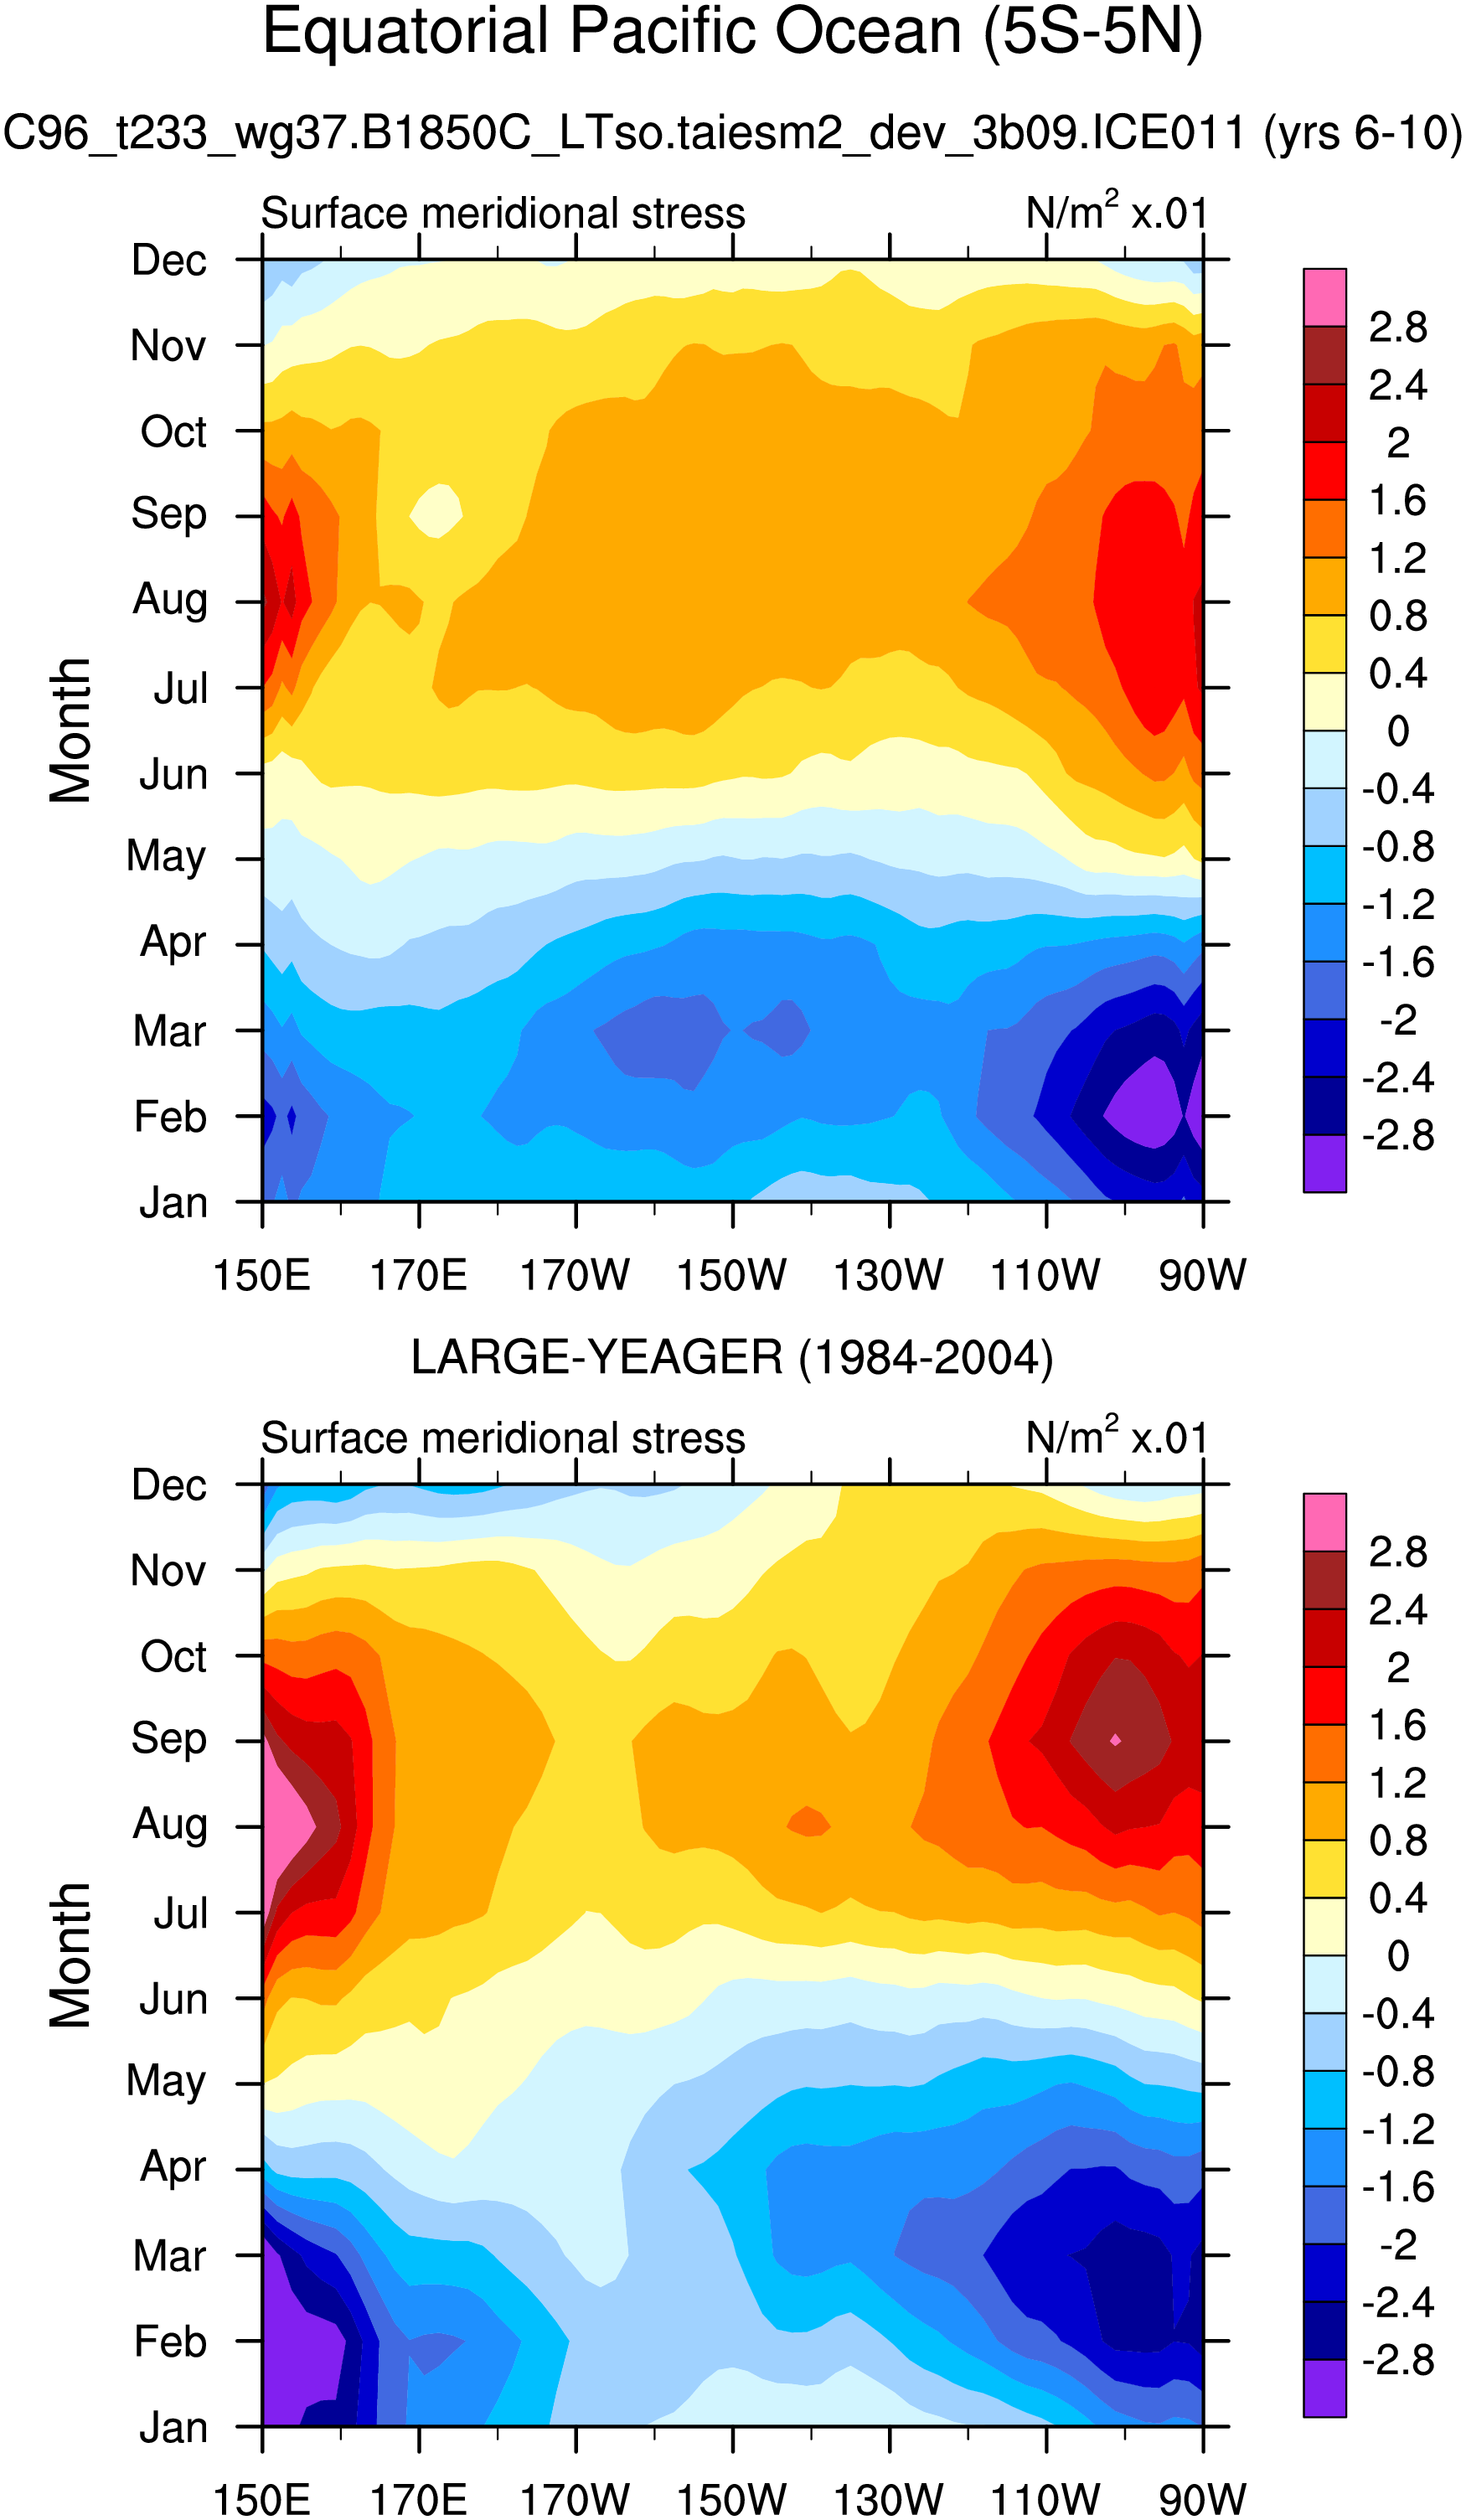 Equatorial Pacific Ocean (5S-5N)
C96_t233_wg37.B1850C_LTso.taiesm2_dev_3b09.ICE011 (yrs 6-10)
Surface meridional stress N/m² x.01
Dec
Nov
Oct
Sep
Aug
Jul
Jun
May
Apr
Mar
Feb
Jan
Month
150E 170E 170W 150W 130W 110W 90W
2.8
2.4
2
1.6
1.2
0.8
0.4
0
-0.4
-0.8
-1.2
-1.6
-2
-2.4
-2.8
LARGE-YEAGER (1984-2004)
Surface meridional stress N/m² x.01
Dec
Nov
Oct
Sep
Aug
Jul
Jun
May
Apr
Mar
Feb
Jan
Month
150E 170E 170W 150W 130W 110W 90W
2.8
2.4
2
1.6
1.2
0.8
0.4
0
-0.4
-0.8
-1.2
-1.6
-2
-2.4
-2.8